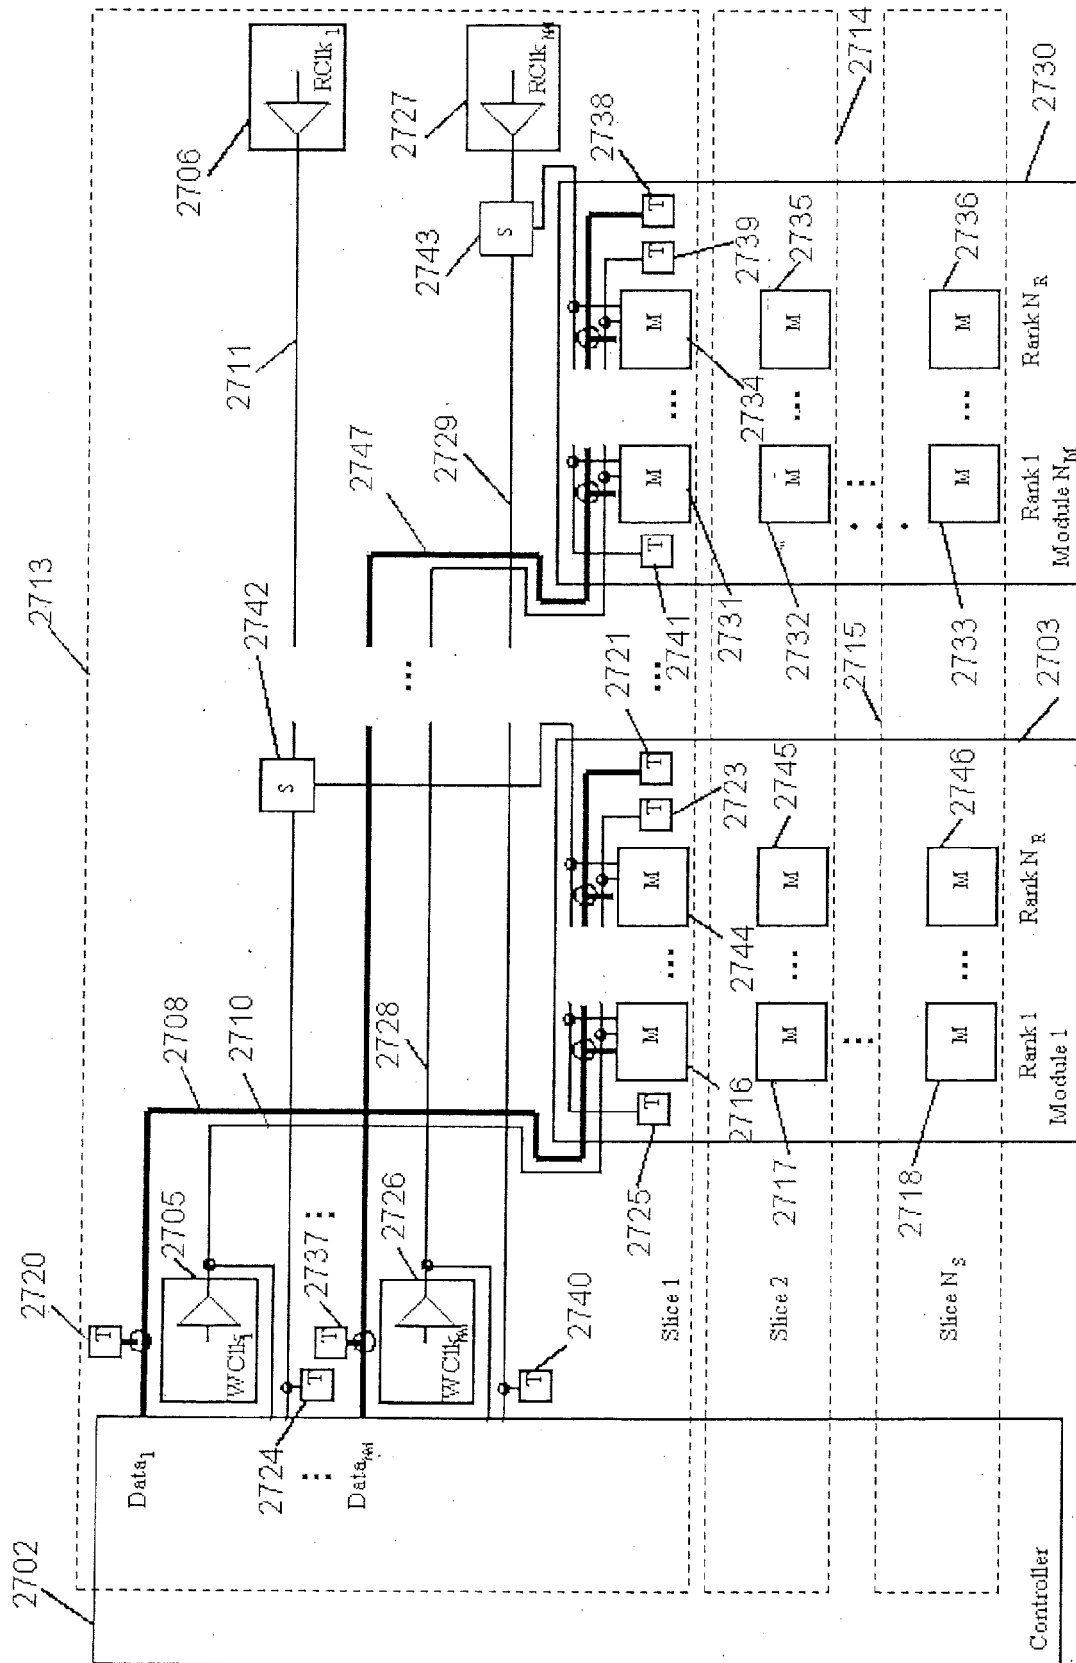 2713
2702
2720
2705
2708
2710
2742
2711
2706
RClk1
2727
RClkM
2743
2714
2730
2738
2739
2735
2736
2747
2729
2728
2737
2726
2740
2724
2721
2723
2745
2746
2741
2731
2732
2733
2734
2715
2703
2725
2716
2717
2718
2744
Data1
WClk1
DataM
WClkM
T
T
T
T
S
S
T
T
T
T
T
T
M
...
M
M
...
M
M
...
M
M
...
M
M
...
M
M
...
M
Slice 1
Slice 2
Slice NS
Rank 1
Rank NR
Module 1
Rank 1
Rank NR
Module NM
Controller